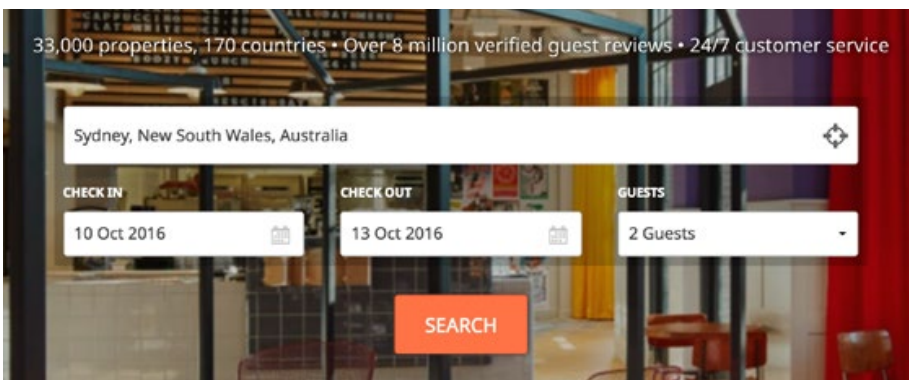 33,000 properties, 170 countries • Over 8 million verified guest reviews • 24/7 customer service
Sydney, New South Wales, Australia
CHECK IN
CHECK OUT
GUESTS
10 Oct 2016
13 Oct 2016
2 Guests
SEARCH